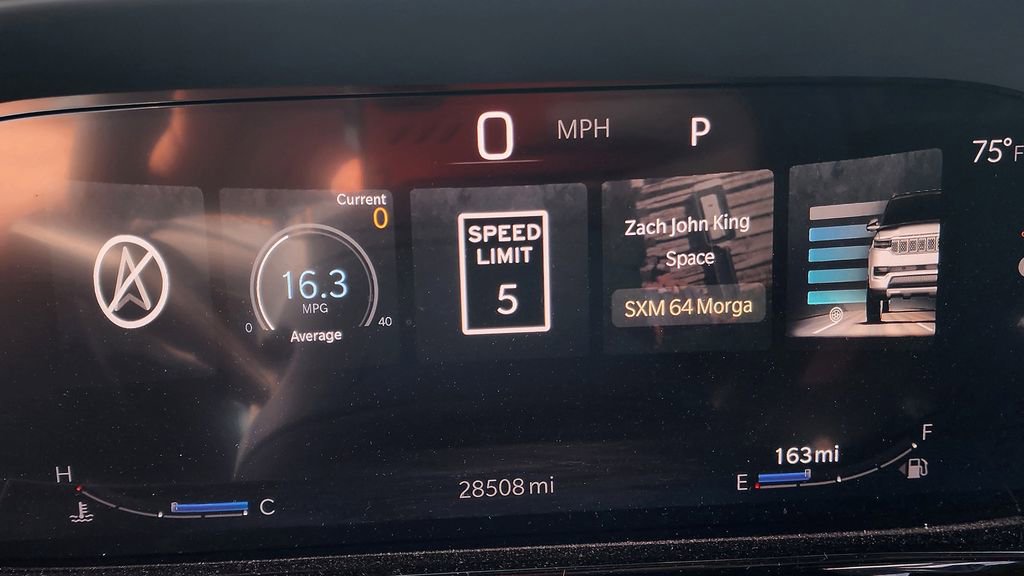 0 MPH P
75°F
Current
0
16.3
MPG
0 40
Average
SPEED
LIMIT
5
Zach John King
Space
SXM 64 Morga
H
C
28508 mi
163 mi
E
F